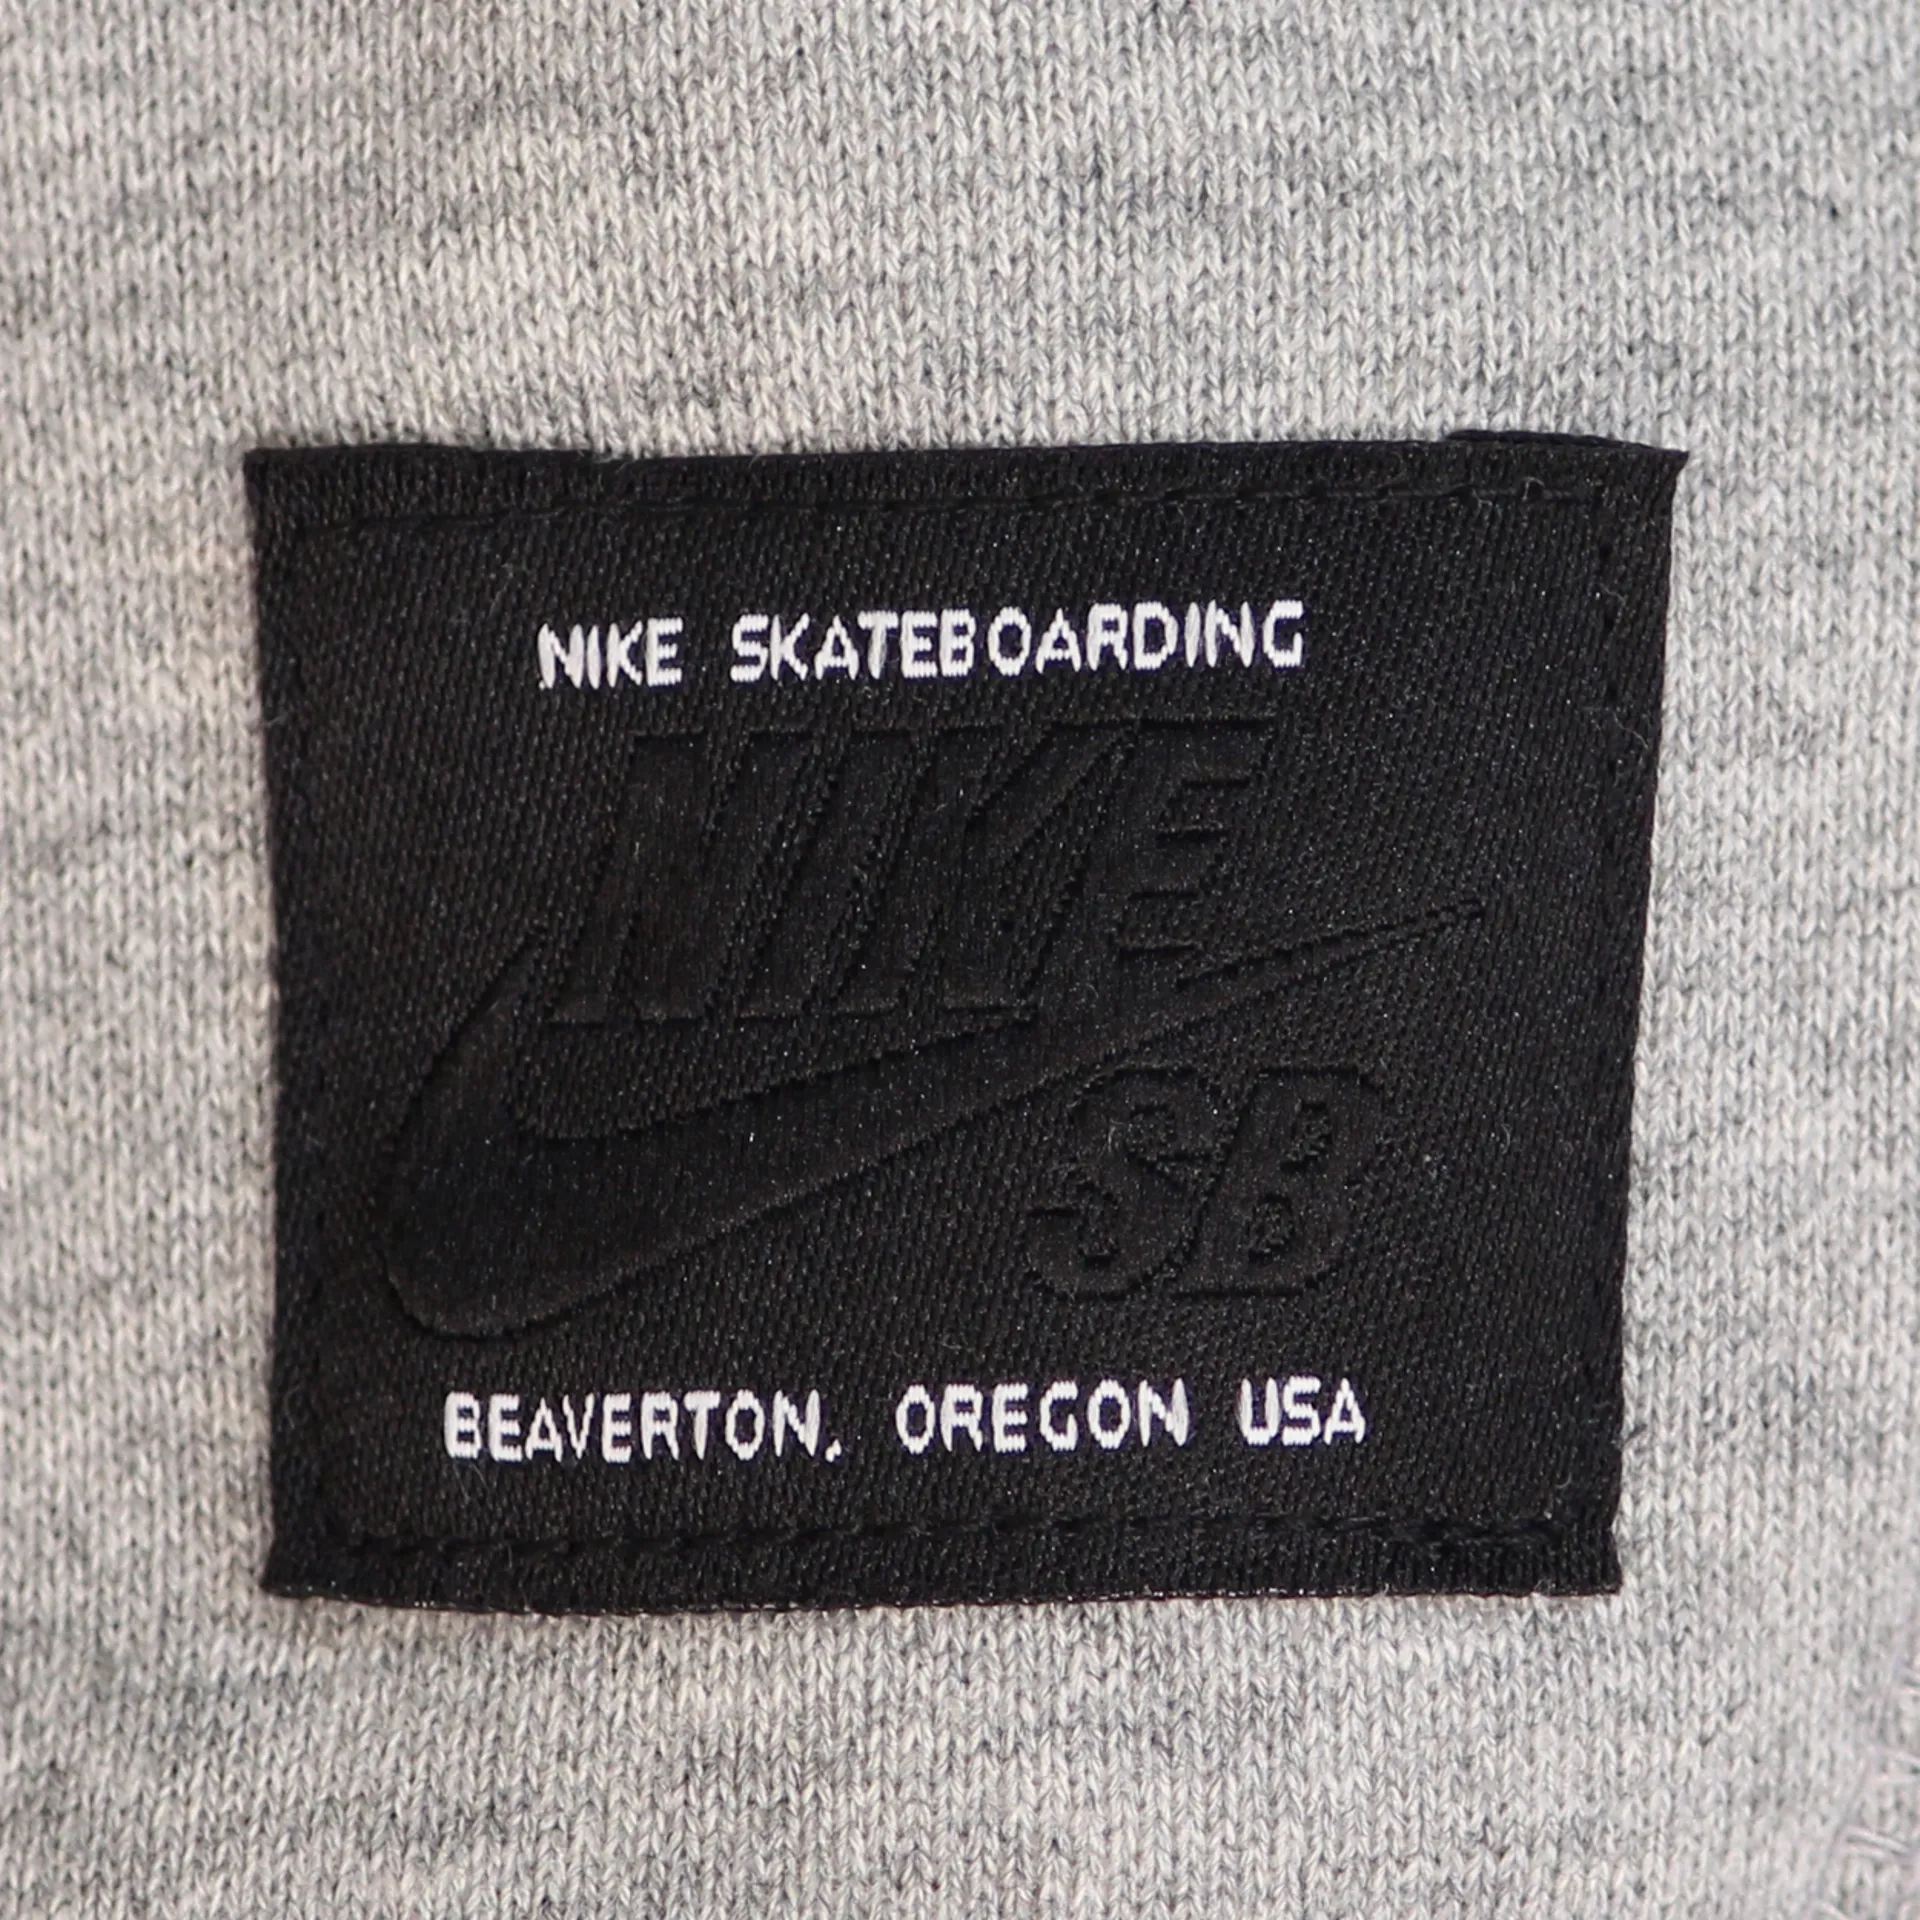 NIKE SKATEBOARDING
NIKE
SB
BEAVERTON, OREGON USA